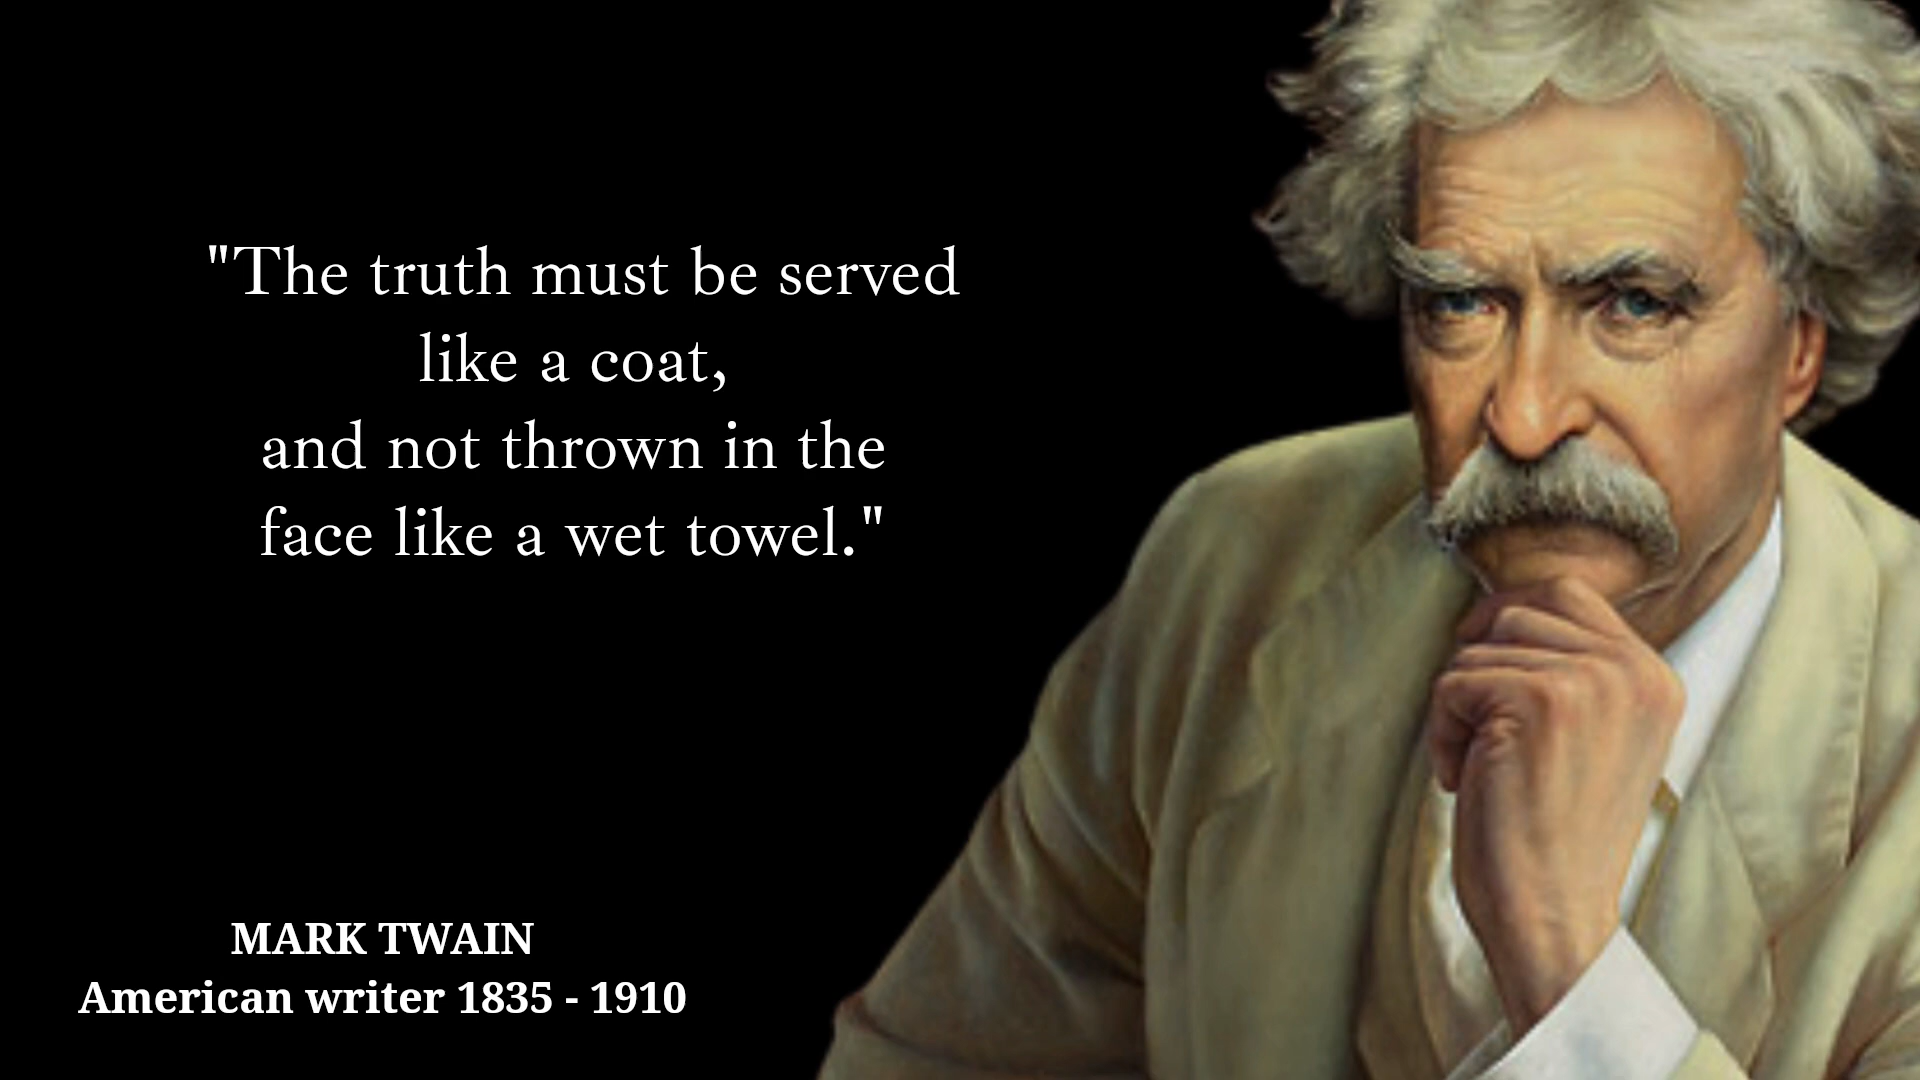 "The truth must be served
like a coat,
and not thrown in the
face like a wet towel."
MARK TWAIN
American writer 1835 - 1910